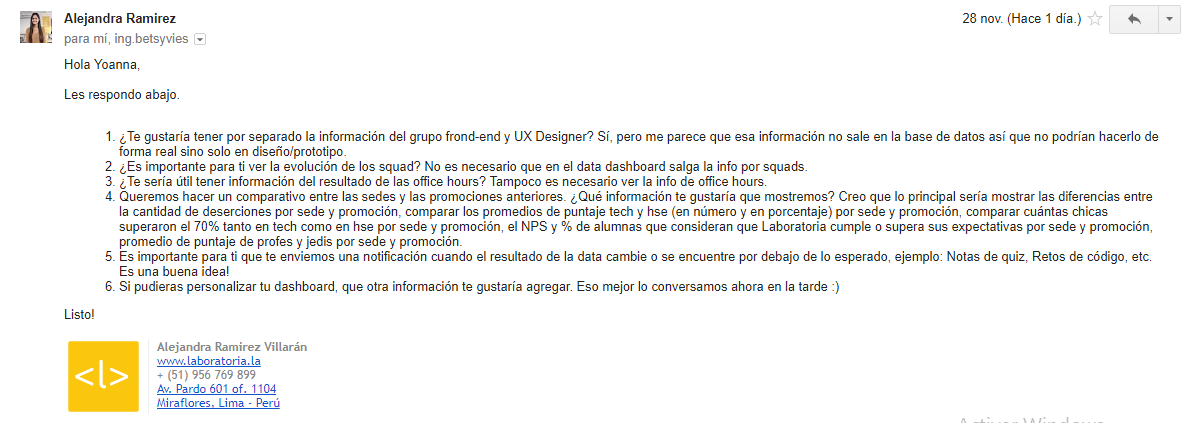 Alejandra Ramirez
28 nov. (Hace 1 día.)
para mí, ing.betsyvies
Hola Yoanna,
Les respondo abajo.
1. ¿Te gustaría tener por separado la información del grupo frond-end y UX Designer? Sí, pero me parece que esa información no sale en la base de datos así que no podrían hacerlo de
forma real sino solo en diseño/prototipo.
2. ¿Es importante para ti ver la evolución de los squad? No es necesario que en el data dashboard salga la info por squads.
3. ¿Te sería útil tener información del resultado de las office hours? Tampoco es necesario ver la info de office hours.
4. Queremos hacer un comparativo entre las sedes y las promociones anteriores. ¿Qué información te gustaría que mostremos? Creo que lo principal sería mostrar las diferencias entre
la cantidad de deserciones por sede y promoción, comparar los promedios de puntaje tech y hse (en número y en porcentaje) por sede y promoción, comparar cuántas chicas
superaron el 70% tanto en tech como en hse por sede y promoción, el NPS y % de alumnas que consideran que Laboratoria cumple o supera sus expectativas por sede y promoción,
promedio de puntaje de profes y jedis por sede y promoción.
5. Es importante para ti que te enviemos una notificación cuando el resultado de la data cambie o se encuentre por debajo de lo esperado, ejemplo: Notas de quiz, Retos de código, etc.
Es una buena idea!
6. Si pudieras personalizar tu dashboard, que otra información te gustaría agregar. Eso mejor lo conversamos ahora en la tarde :)
Listo!
<l>
Alejandra Ramirez Villarán
www.laboratoria.la
+ (51) 956 769 899
Av. Pardo 601 of. 1104
Miraflores, Lima - Perú
Activar Windows